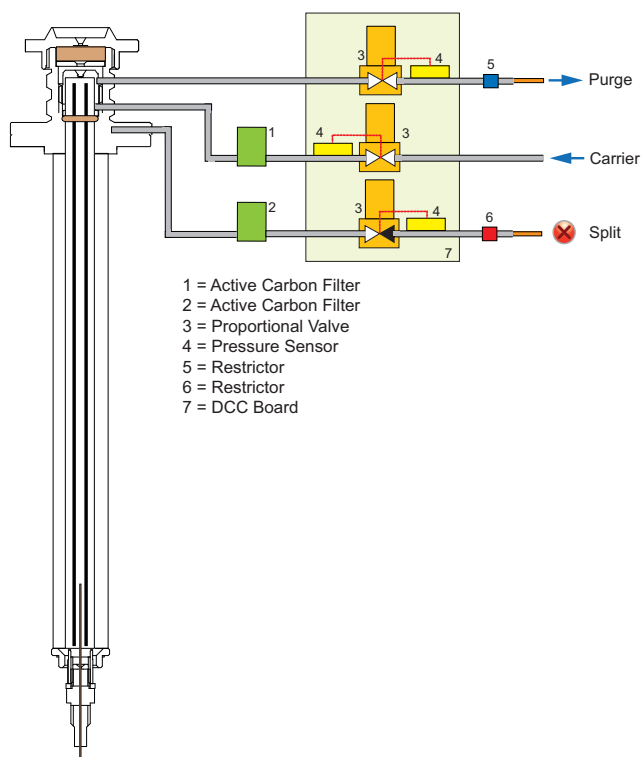 3
4
5
Purge
1
4
3
Carrier
2
3
4
6
Split
7
1 = Active Carbon Filter
2 = Active Carbon Filter
3 = Proportional Valve
4 = Pressure Sensor
5 = Restrictor
6 = Restrictor
7 = DCC Board